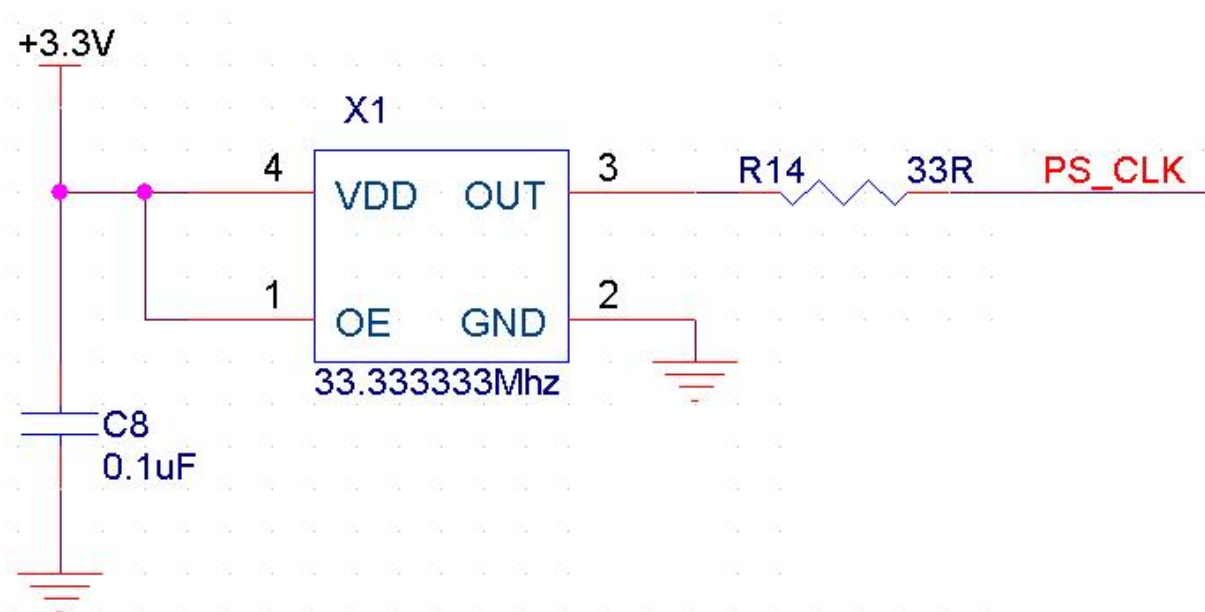 +3.3V
X1
4 VDD OUT 3 R14 33R PS_CLK
1 OE GND 2
33.333333Mhz
C8
0.1uF